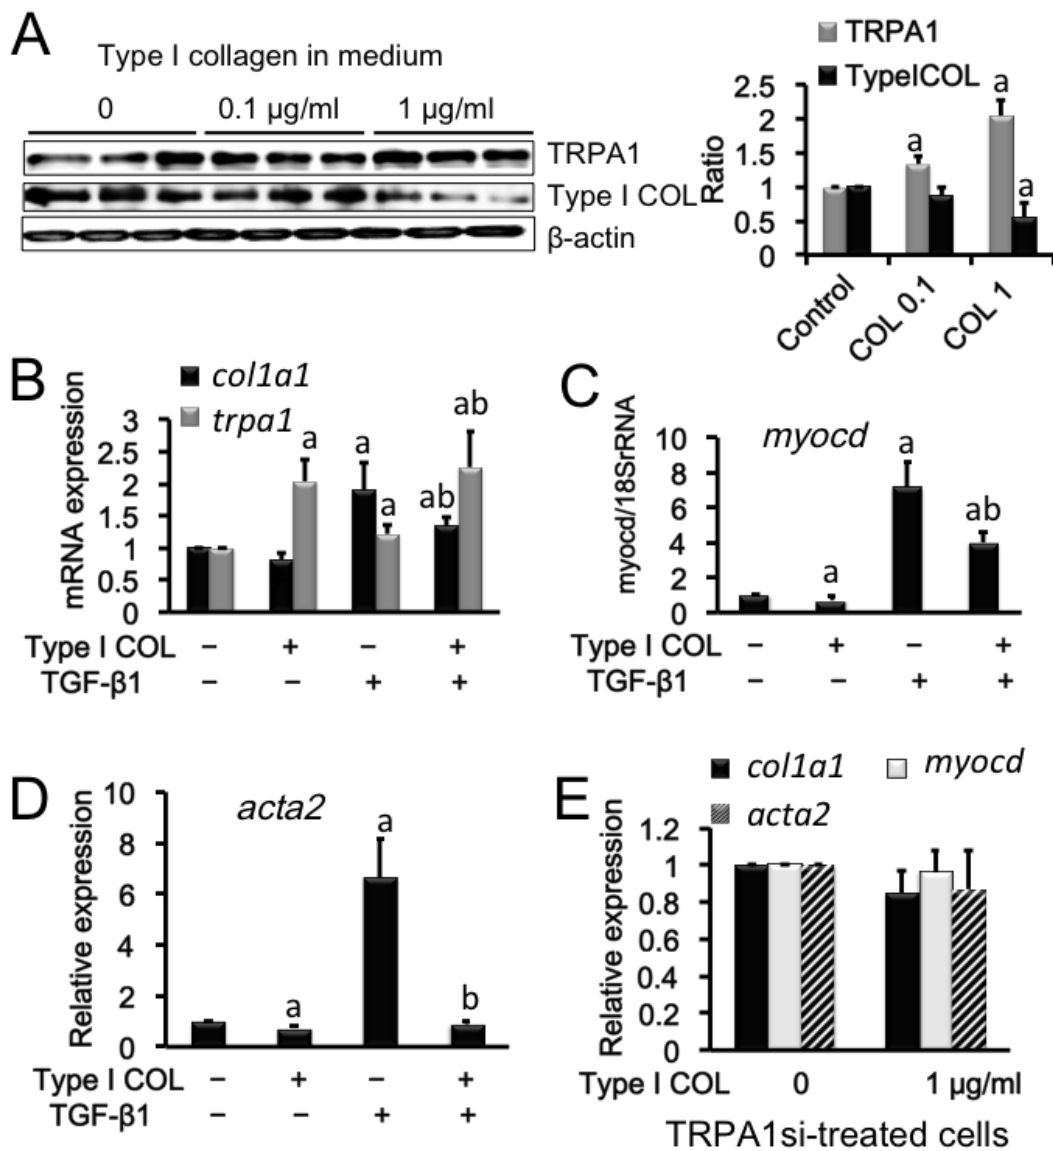 A
Type I collagen in medium
0 0.1 µg/ml 1 µg/ml
TRPA1
Type I COL
β-actin
TRPA1
TypeICOL
Ratio
2.5
2
1.5
1
0.5
0
a
a
a
Control
COL 0.1
COL 1
B
col1a1
trpa1
mRNA expression
3
2.5
2
1.5
1
0.5
0
a
a
a
ab
ab
Type I COL − + − +
TGF-β1 − − + +
C
myocd
myocd/18SrRNA
10
8
6
4
2
0
a
a
ab
Type I COL − + − +
TGF-β1 − − + +
D
acta2
Relative expression
10
8
6
4
2
0
a
a
b
Type I COL − + − +
TGF-β1 − − + +
E
col1a1 myocd
acta2
Relative expression
1.2
1
0.8
0.6
0.4
0.2
0
Type I COL 0 1 µg/ml
TRPA1si-treated cells